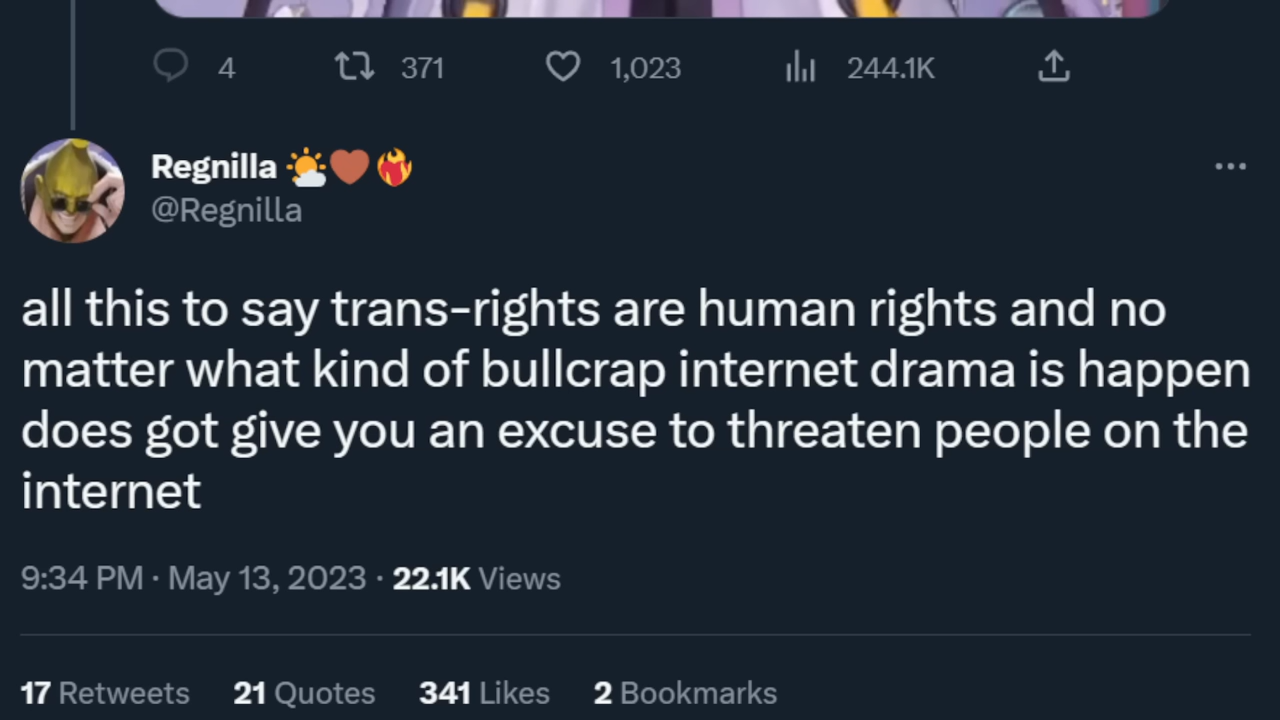 4 371 1,023 244.1K
Regnilla 🌤️🤎❤️‍🔥
@Regnilla
all this to say trans-rights are human rights and no
matter what kind of bullcrap internet drama is happen
does got give you an excuse to threaten people on the
internet
9:34 PM · May 13, 2023 · 22.1K Views
17 Retweets 21 Quotes 341 Likes 2 Bookmarks